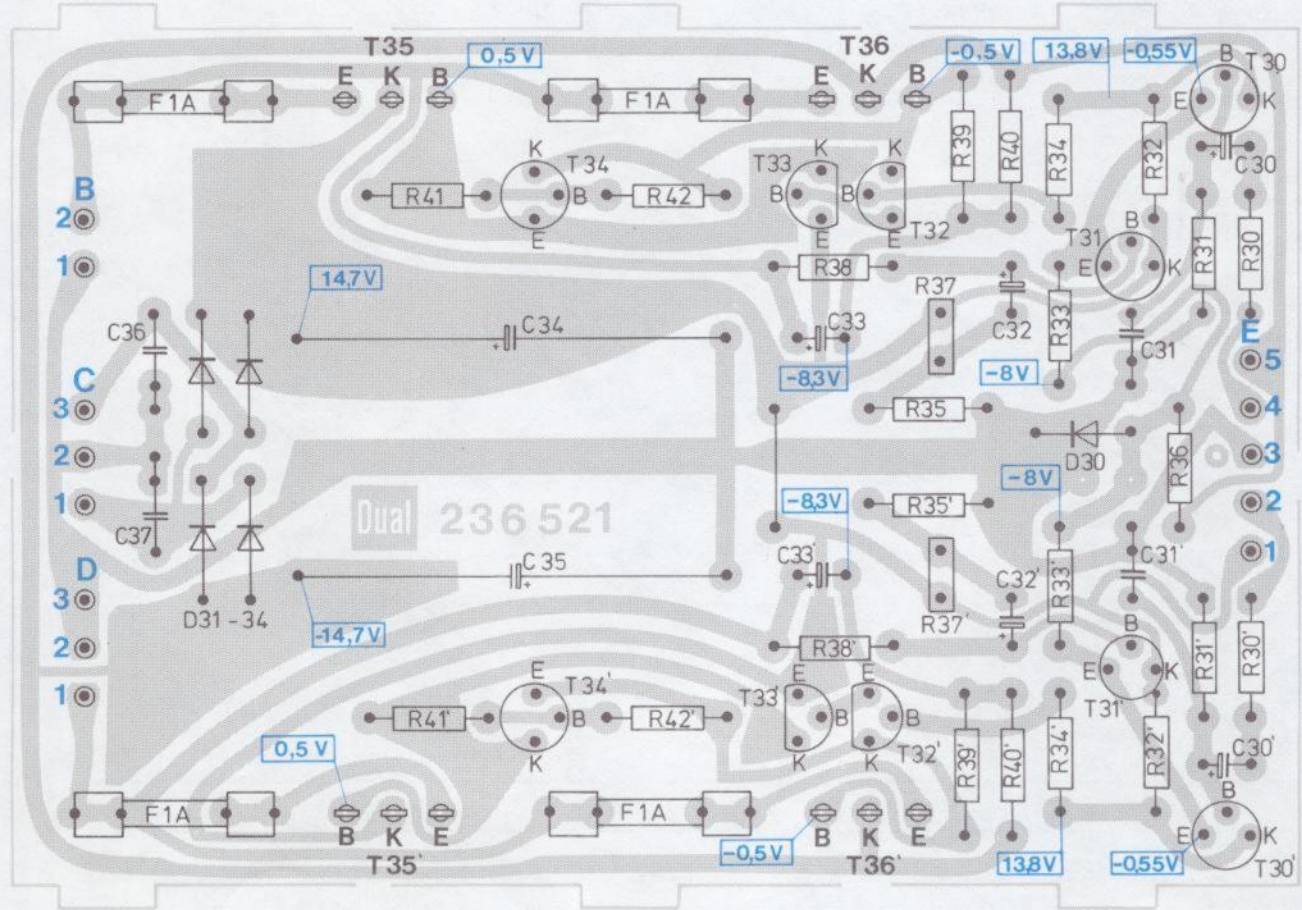 T35 0,5 V T36 -0,5 V 13,8V -0,55V B T30
E K B E K B
F1A F1A E K
K T34 T33 K K R39 R40 R34 R32 C30
B R41 B R42 B B
2 E E E T32 B T31 R31 R30
1 R38 E K
14,7V R37
C36 C34 C33 C32 R33 C31 E
C -8,3V -8V 5
3 R35 4
2 D30 R36 3
-8,3V -8V
1 Dual 236 521 R35' 2
C37 1
D C35 C33' C32' R33' C31'
3 D31-34 R37'
2 -14,7V R38' B R31' R30'
1 E T34' T33' E E E K
R41' B R42' B B T31'
0,5 V K K K T32' R39' R40' R34' R32' C30'
F1A F1A B
B K E B K E E K
T35' -0,5 V T36' 13,8V -0,55V T30'